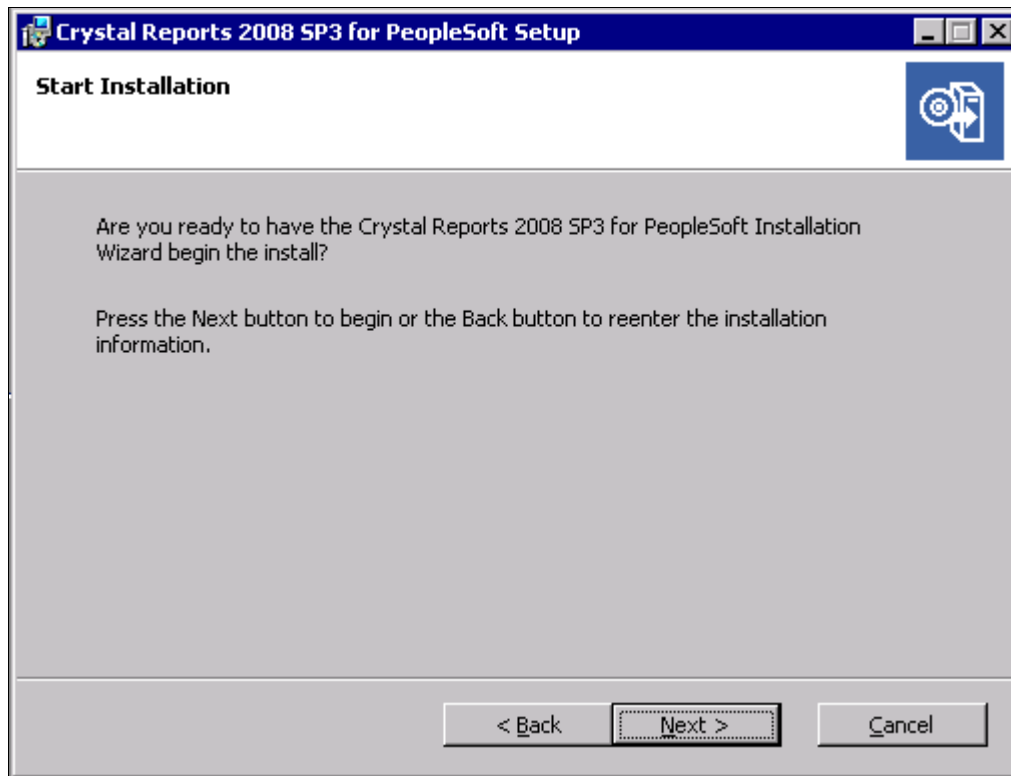 Crystal Reports 2008 SP3 for PeopleSoft Setup
Start Installation
Are you ready to have the Crystal Reports 2008 SP3 for PeopleSoft Installation
Wizard begin the install?
Press the Next button to begin or the Back button to reenter the installation
information.
< Back
Next >
Cancel